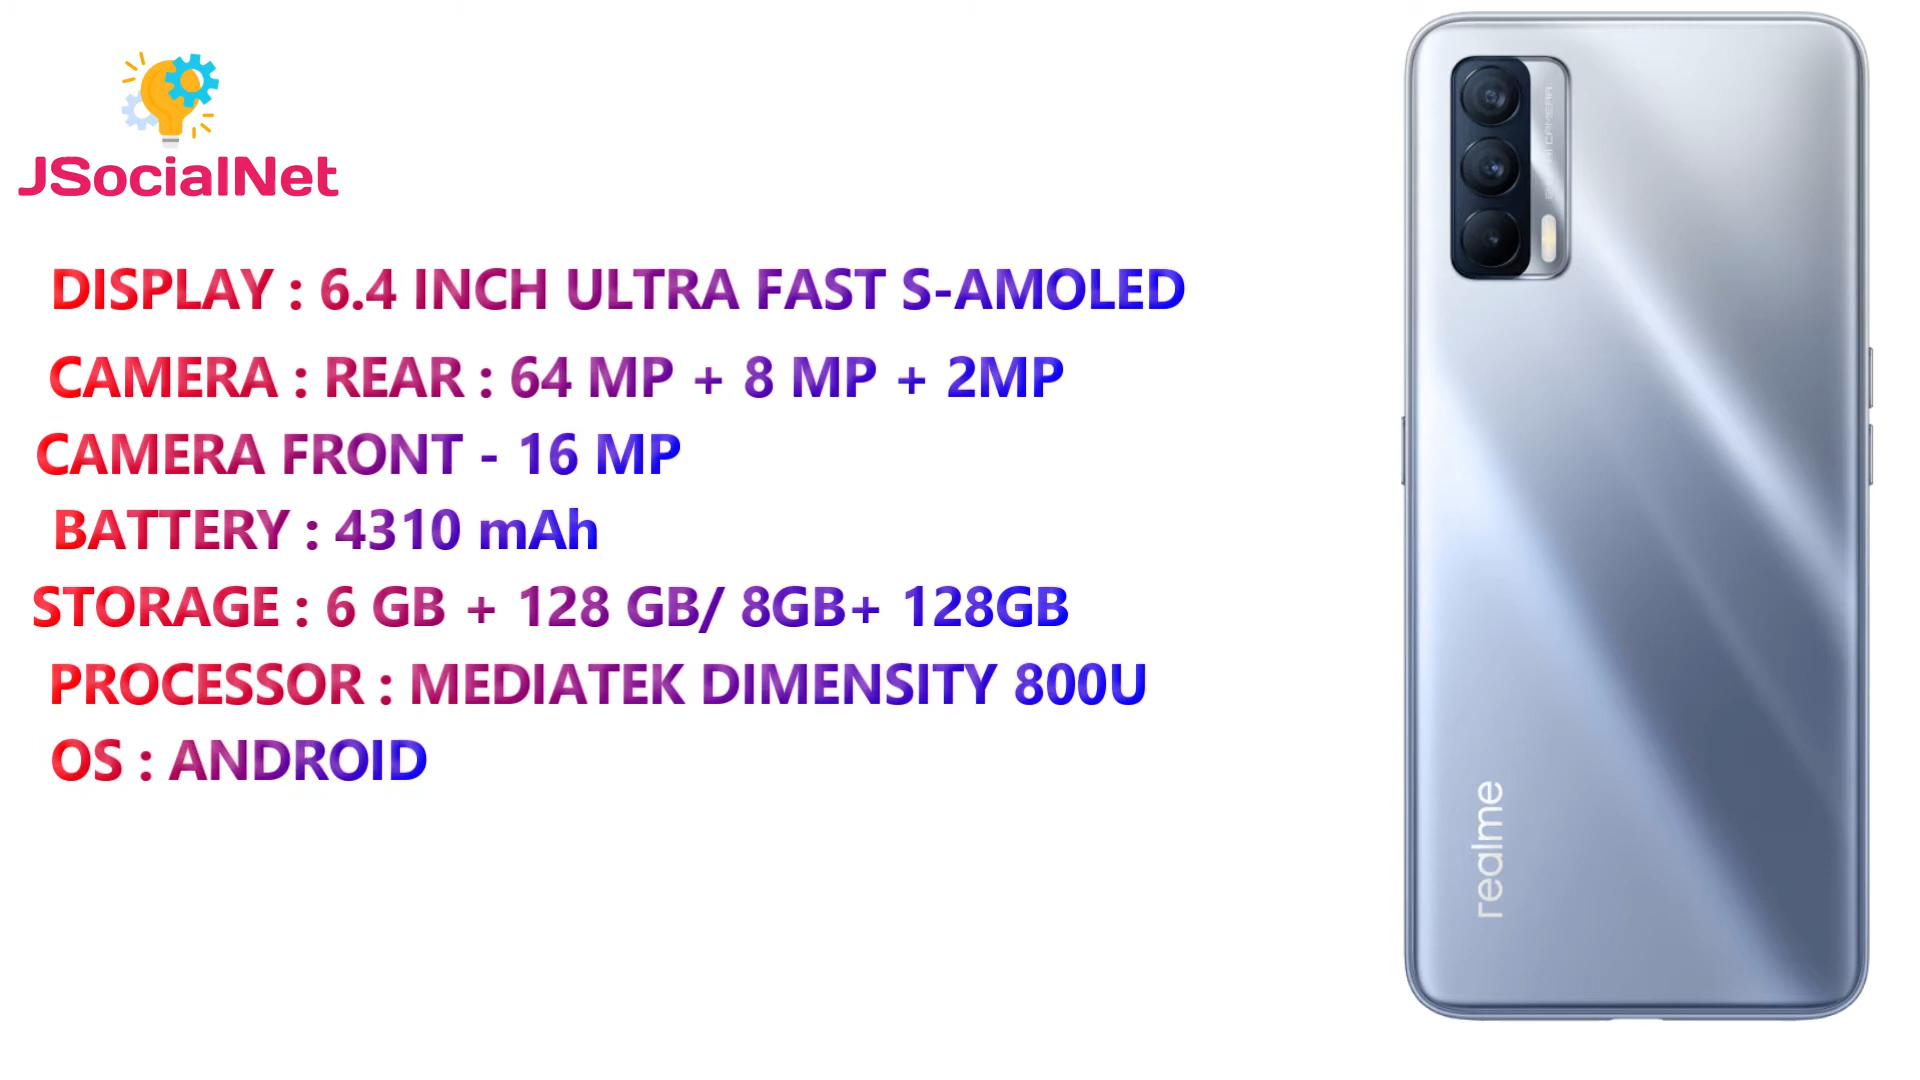 JSocialNet
DISPLAY : 6.4 INCH ULTRA FAST S-AMOLED
CAMERA : REAR : 64 MP + 8 MP + 2MP
CAMERA FRONT - 16 MP
BATTERY : 4310 mAh
STORAGE : 6 GB + 128 GB/ 8GB+ 128GB
PROCESSOR : MEDIATEK DIMENSITY 800U
OS : ANDROID
CAMERA
realme